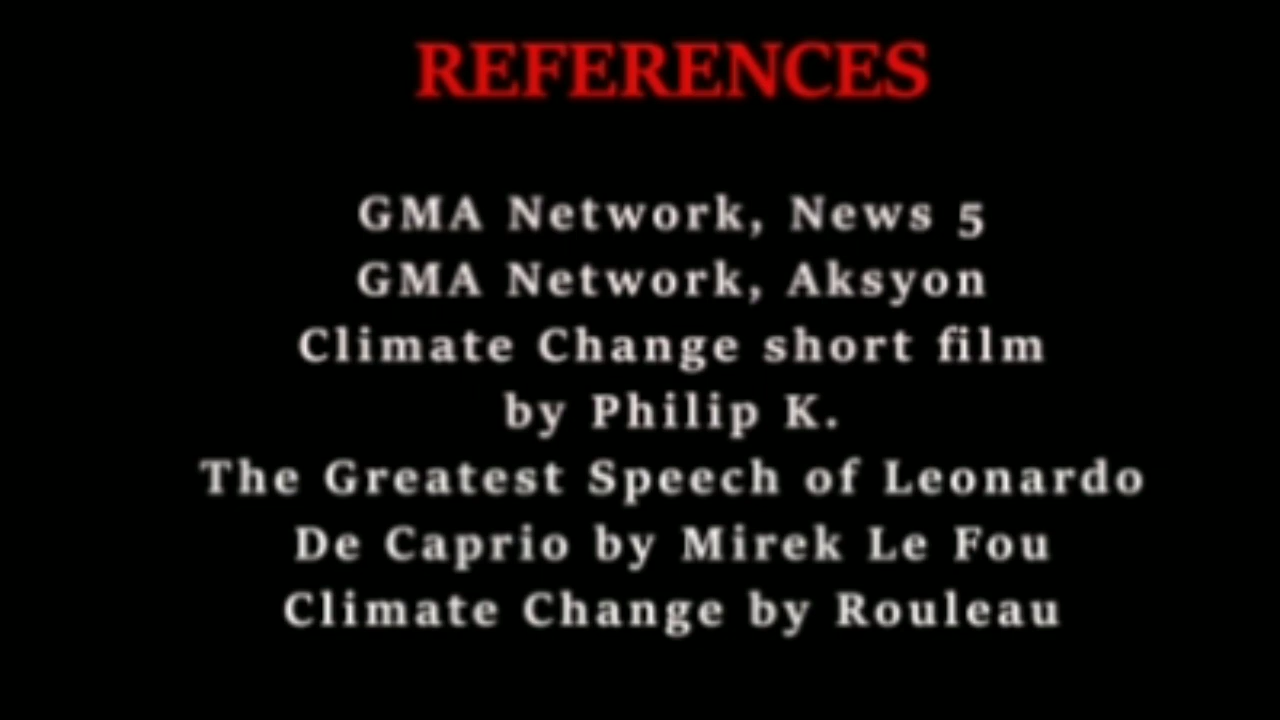 REFERENCES
GMA Network, News 5
GMA Network, Aksyon
Climate Change short film
by Philip K.
The Greatest Speech of Leonardo
De Caprio by Mirek Le Fou
Climate Change by Rouleau